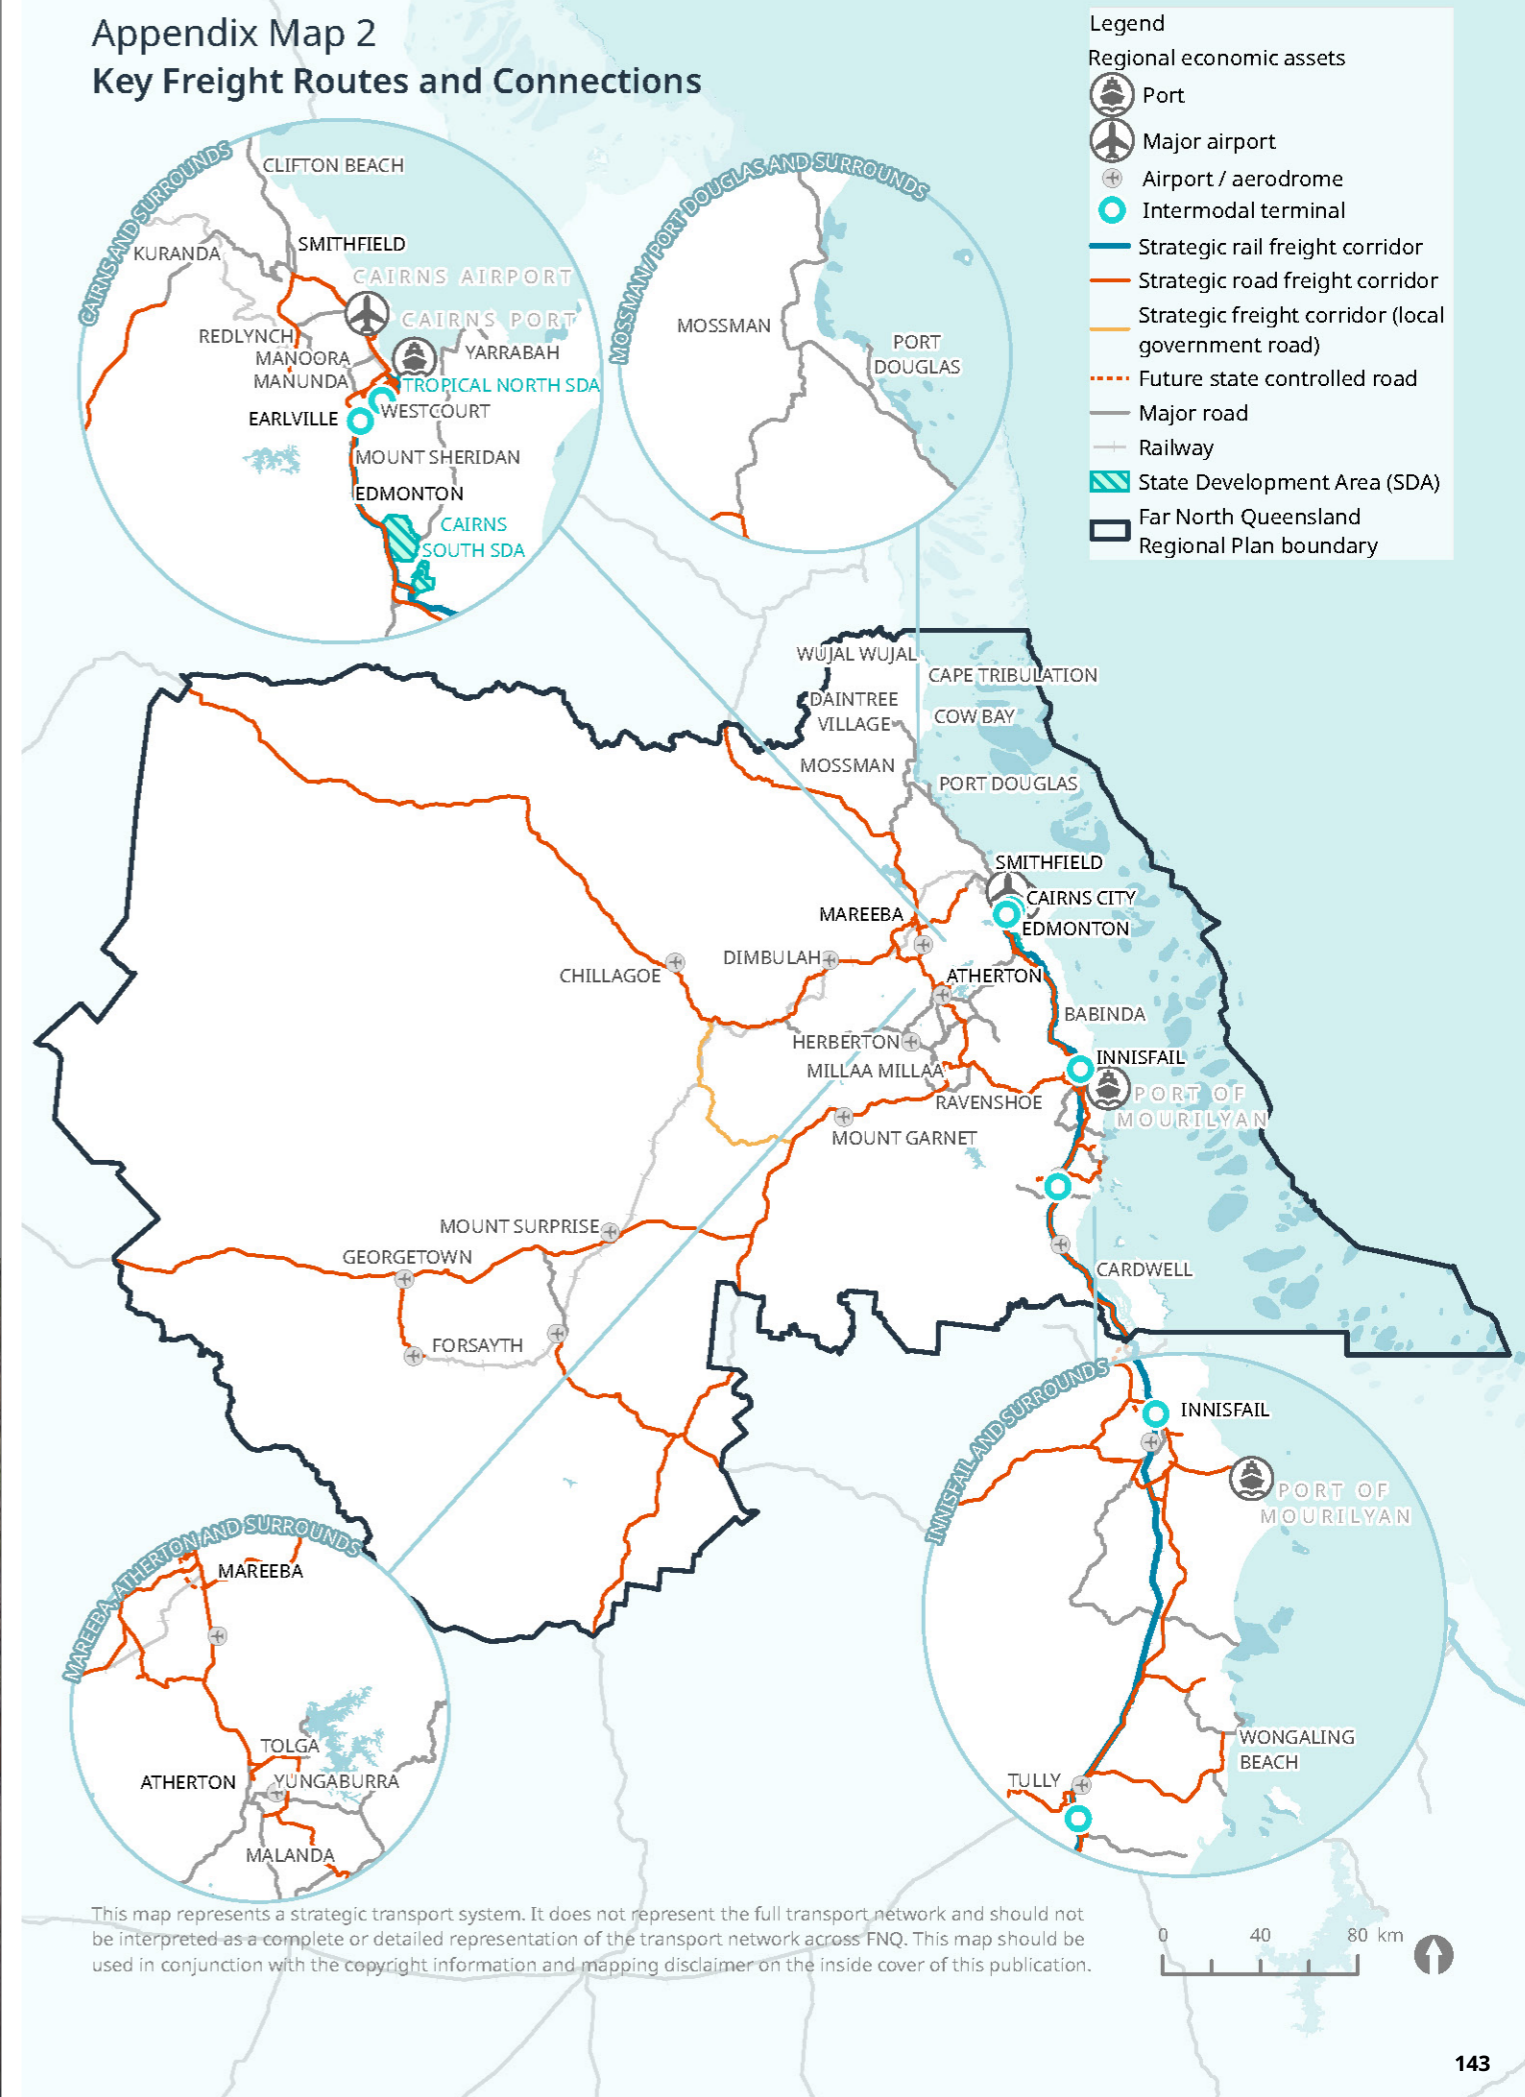 Appendix Map 2
Key Freight Routes and Connections
Legend
Regional economic assets
Port
Major airport
Airport / aerodrome
Intermodal terminal
Strategic rail freight corridor
Strategic road freight corridor
Strategic freight corridor (local
government road)
Future state controlled road
Major road
Railway
State Development Area (SDA)
Far North Queensland
Regional Plan boundary
CAIRNS AND SURROUNDS
CLIFTON BEACH
KURANDA
SMITHFIELD
CAIRNS AIRPORT
CAIRNS PORT
REDLYNCH
MANOORA
YARRABAH
MANUNDA
TROPICAL NORTH SDA
EARLVILLE
WESTCOURT
MOUNT SHERIDAN
EDMONTON
CAIRNS
SOUTH SDA
MOSSMAN / PORT DOUGLAS AND SURROUNDS
MOSSMAN
PORT
DOUGLAS
WUJAL WUJAL
CAPE TRIBULATION
DAINTREE
VILLAGE
COW BAY
MOSSMAN
PORT DOUGLAS
SMITHFIELD
CAIRNS CITY
MAREEBA
EDMONTON
DIMBULAH
CHILLAGOE
ATHERTON
BABINDA
HERBERTON
INNISFAIL
MILLAA MILLAA
PORT OF
MOURILYAN
RAVENSHOE
MOUNT GARNET
MOUNT SURPRISE
GEORGETOWN
CARDWELL
FORSAYTH
INNISFAIL AND SURROUNDS
INNISFAIL
PORT OF
MOURILYAN
WONGALING
BEACH
TULLY
MAREEBA, ATHERTON AND SURROUNDS
MAREEBA
TOLGA
ATHERTON
YUNGABURRA
MALANDA
This map represents a strategic transport system. It does not represent the full transport network and should not
be interpreted as a complete or detailed representation of the transport network across FNQ. This map should be
used in conjunction with the copyright information and mapping disclaimer on the inside cover of this publication.
0 40 80 km
143